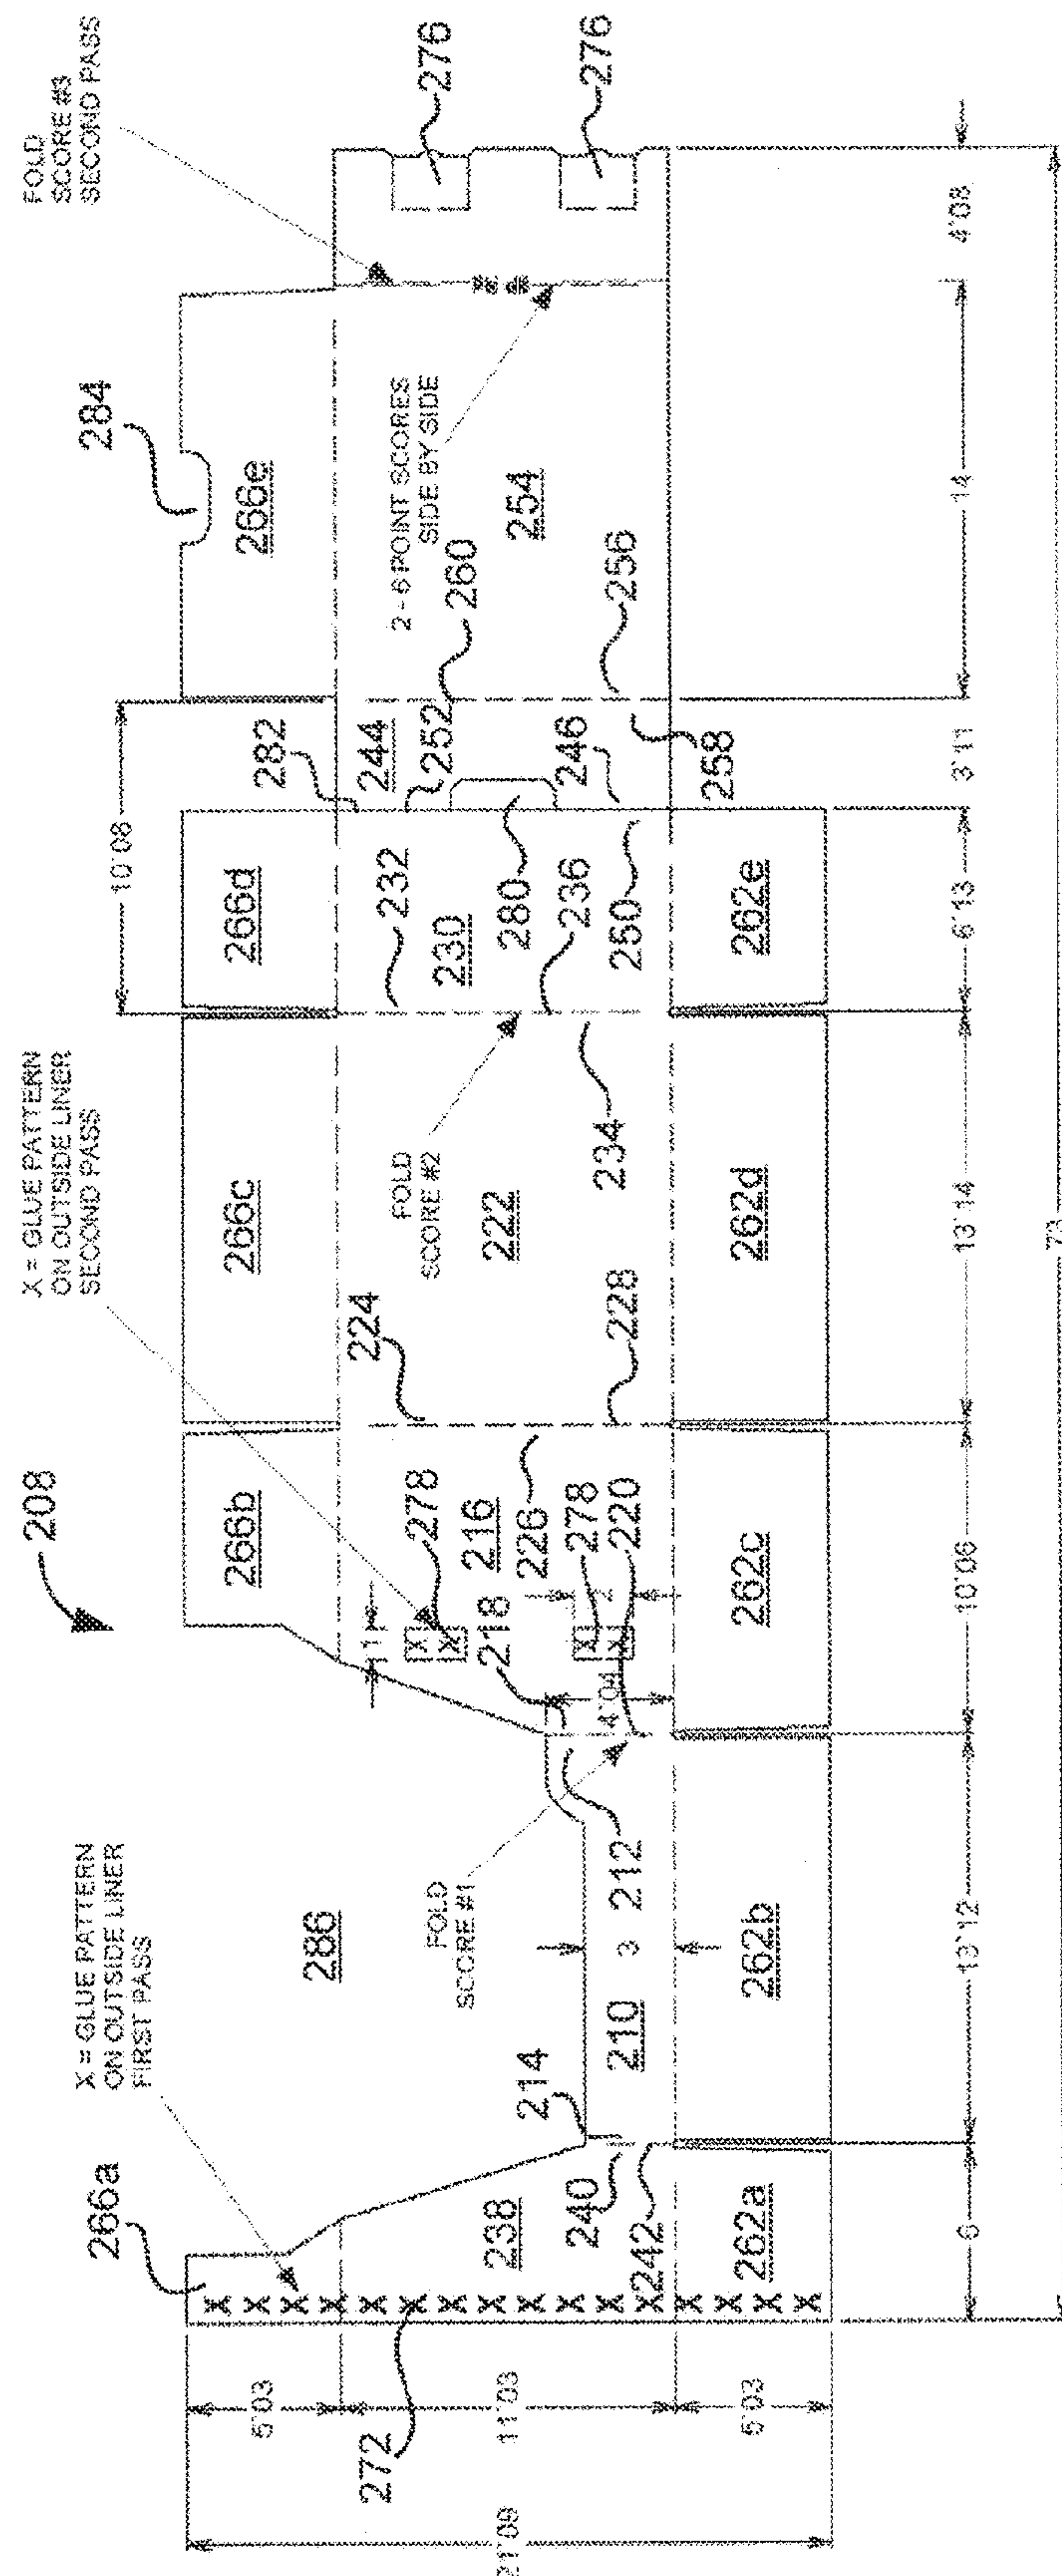 208
X = GLUE PATTERN
ON OUTSIDE LINER
FIRST PASS
X = GLUE PATTERN
ON OUTSIDE LINER
SECOND PASS
FOLD
SCORE #3
SECOND PASS
266a
266b
266c
266d
266e
284
276
276
10'08
282
286
FOLD
SCORE #1
FOLD
SCORE #2
2 - 6 POINT SCORES
SIDE BY SIDE
272
238
240
242
214
210
212
3
218
216
278
278
220
1
2
4'04
226
224
228
222
234
232
230
236
280
250
244
252
246
260
254
256
258
262a
262b
262c
262d
262e
X X X X X X X X X X X X X X X X
X X
X X
6
13'12
10'06
13'14
6'13
3'11
14
4'08
73
5'03
11'03
5'03
21'09